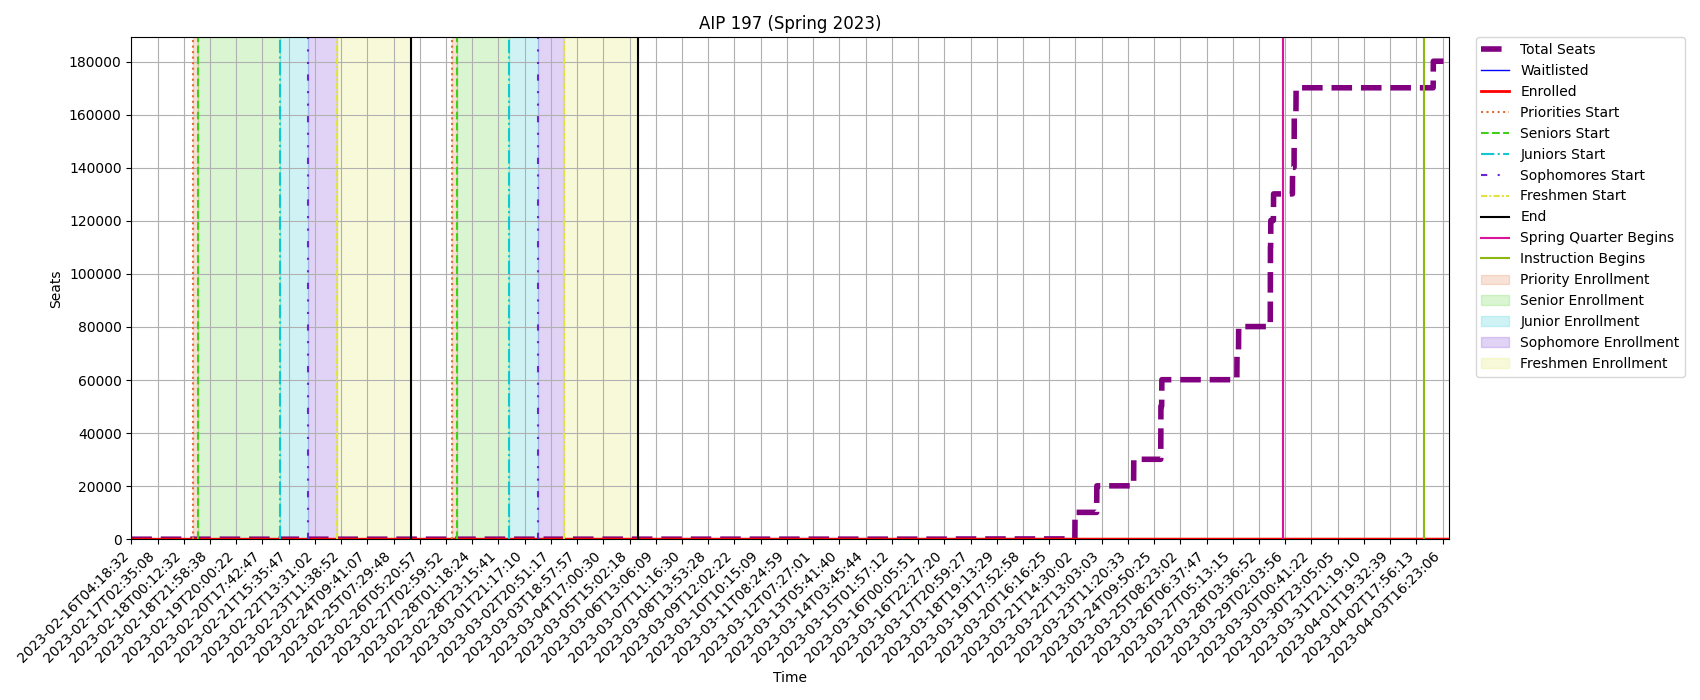 AIP 197 (Spring 2023)
Seats
180000
160000
140000
120000
100000
80000
60000
40000
20000
0
2023-02-16T04:18:32
2023-02-17T02:35:08
2023-02-18T00:12:32
2023-02-18T21:58:38
2023-02-19T20:00:22
2023-02-20T17:42:47
2023-02-21T15:35:47
2023-02-22T13:31:02
2023-02-23T11:38:52
2023-02-24T09:41:07
2023-02-25T07:29:48
2023-02-26T05:20:57
2023-02-27T02:59:52
2023-02-28T01:18:24
2023-02-28T23:15:41
2023-03-01T21:17:10
2023-03-02T20:51:17
2023-03-03T18:57:57
2023-03-04T17:00:30
2023-03-05T15:02:18
2023-03-06T13:06:09
2023-03-07T11:16:30
2023-03-08T13:53:28
2023-03-09T12:02:22
2023-03-10T10:15:09
2023-03-11T08:24:59
2023-03-12T07:27:01
2023-03-13T05:41:40
2023-03-14T03:45:44
2023-03-15T01:57:12
2023-03-16T00:05:51
2023-03-16T22:27:20
2023-03-17T20:59:27
2023-03-18T19:13:29
2023-03-19T17:52:58
2023-03-20T16:16:25
2023-03-21T14:30:02
2023-03-22T13:03:03
2023-03-23T11:20:33
2023-03-24T09:50:25
2023-03-25T08:23:02
2023-03-26T06:37:47
2023-03-27T05:13:15
2023-03-28T03:36:52
2023-03-29T02:03:56
2023-03-30T00:41:22
2023-03-30T23:05:05
2023-03-31T21:19:10
2023-04-01T19:32:39
2023-04-02T17:56:13
2023-04-03T16:23:06
Time
Total Seats
Waitlisted
Enrolled
Priorities Start
Seniors Start
Juniors Start
Sophomores Start
Freshmen Start
End
Spring Quarter Begins
Instruction Begins
Priority Enrollment
Senior Enrollment
Junior Enrollment
Sophomore Enrollment
Freshmen Enrollment